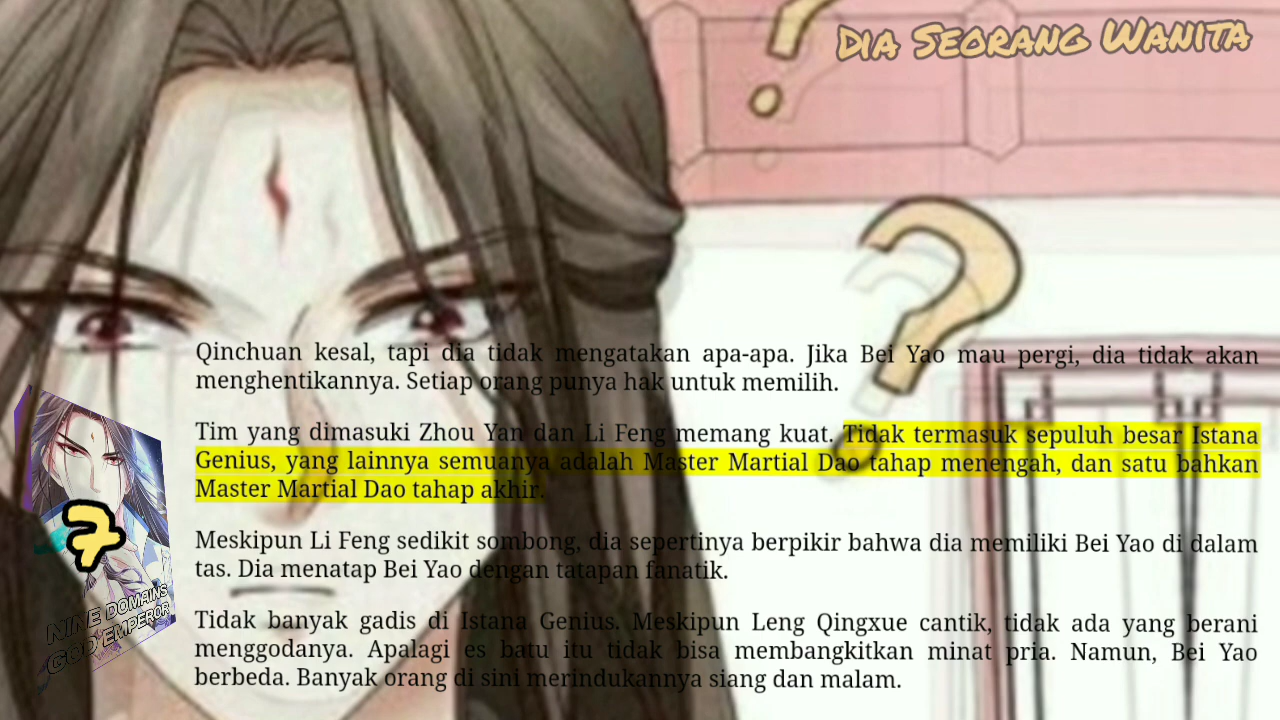 Dia Seorang Wanita
Qinchuan kesal, tapi dia tidak mengatakan apa-apa. Jika Bei Yao mau pergi, dia tidak akan
menghentikannya. Setiap orang punya hak untuk memilih.
Tim yang dimasuki Zhou Yan dan Li Feng memang kuat. Tidak termasuk sepuluh besar Istana
Genius, yang lainnya semuanya adalah Master Martial Dao tahap menengah, dan satu bahkan
Master Martial Dao tahap akhir.
Meskipun Li Feng sedikit sombong, dia sepertinya berpikir bahwa dia memiliki Bei Yao di dalam
tas. Dia menatap Bei Yao dengan tatapan fanatik.
Tidak banyak gadis di Istana Genius. Meskipun Leng Qingxue cantik, tidak ada yang berani
menggodanya. Apalagi es batu itu tidak bisa membangkitkan minat pria. Namun, Bei Yao
berbeda. Banyak orang di sini merindukannya siang dan malam.
7
NINE DOMAINS
GOD EMPEROR
? 
?